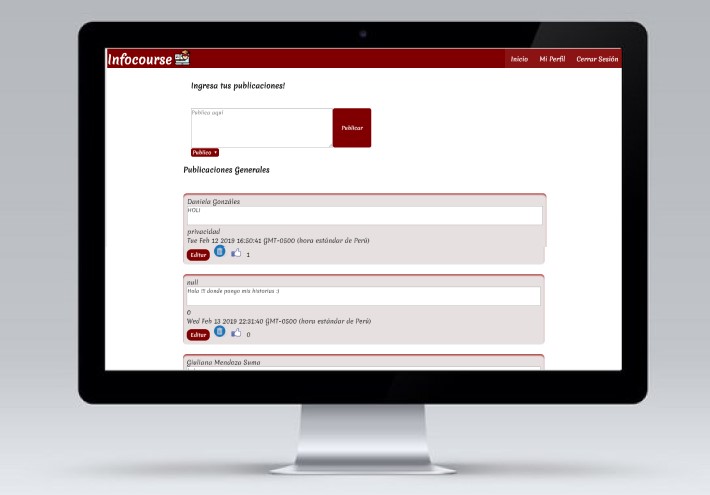 Infocourse
Inicio Mi Perfil Cerrar Sesión
Ingresa tus publicaciones!
Publica aquí
Publicar
Publico
Publicaciones Generales
Daniela Gonzáles
HOLI
privacidad
Tue Feb 12 2019 16:50:41 GMT-0500 (hora estándar de Perú)
Editar 1
null
Hola !!! donde pongo mis historias :)
0
Wed Feb 13 2019 22:31:40 GMT-0500 (hora estándar de Perú)
Editar 0
Giuliana Mendoza Suma